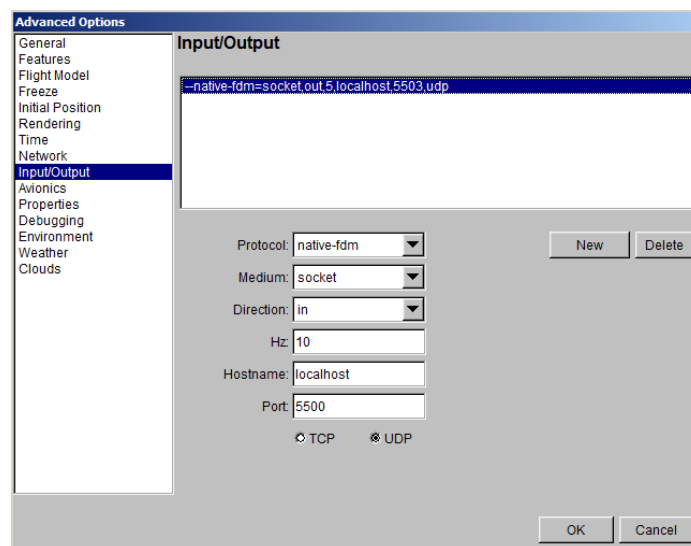 Advanced Options
General
Features
Flight Model
Freeze
Initial Position
Rendering
Time
Network
Input/Output
Avionics
Properties
Debugging
Environment
Weather
Clouds
Input/Output
--native-fdm=socket,out,5,localhost,5503,udp
Protocol: native-fdm
New Delete
Medium: socket
Direction: in
Hz: 10
Hostname: localhost
Port: 5500
TCP UDP
OK Cancel